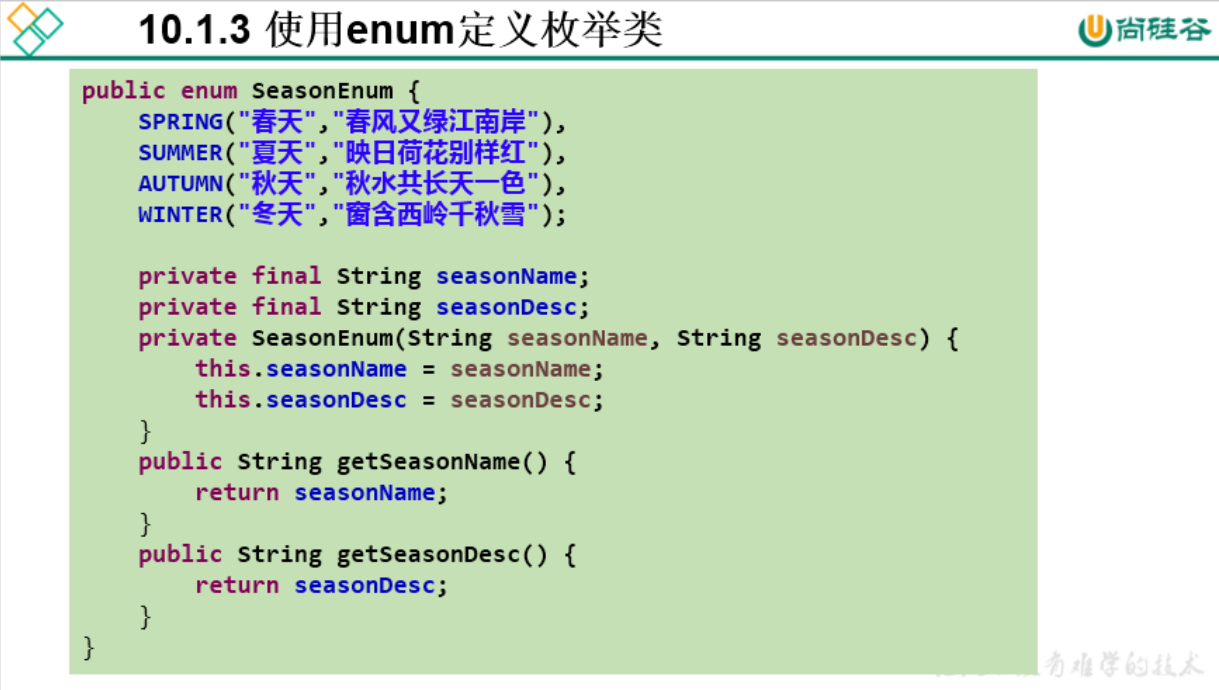 10.1.3 使用enum定义枚举类
尚硅谷
public enum SeasonEnum {
SPRING("春天","春风又绿江南岸"),
SUMMER("夏天","映日荷花别样红"),
AUTUMN("秋天","秋水共长天一色"),
WINTER("冬天","窗含西岭千秋雪");
private final String seasonName;
private final String seasonDesc;
private SeasonEnum(String seasonName, String seasonDesc) {
this.seasonName = seasonName;
this.seasonDesc = seasonDesc;
}
public String getSeasonName() {
return seasonName;
}
public String getSeasonDesc() {
return seasonDesc;
}
}
有难学的技术